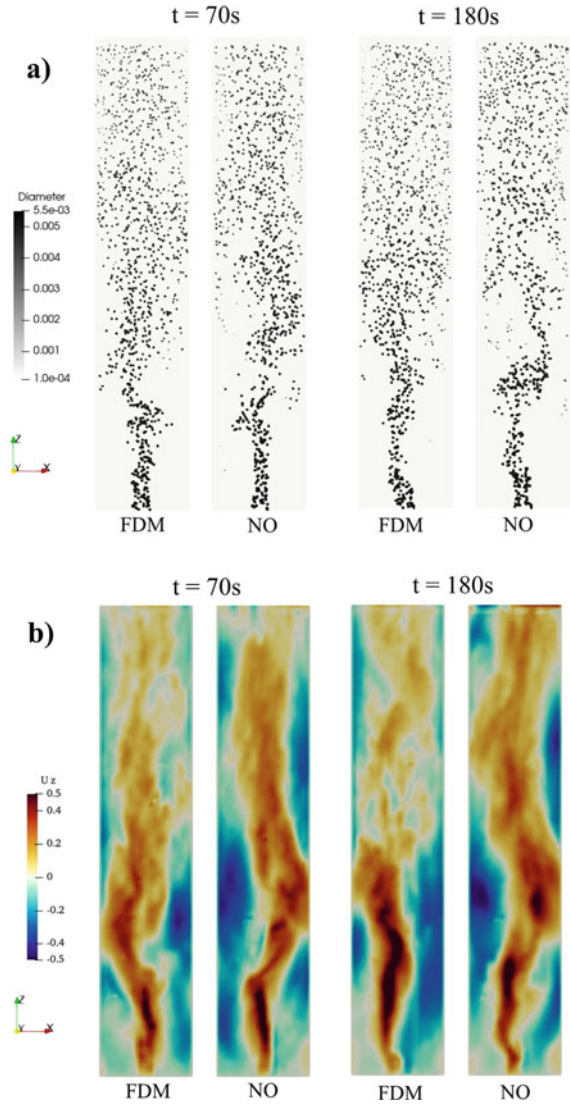 t = 70s t = 180s
a)
Diameter
5.5e-03
0.005
0.004
0.003
0.002
0.001
1.0e-04
Z
Y X
FDM NO FDM NO
t = 70s t = 180s
b)
U z
0.5
0.4
0.2
0
-0.2
-0.4
-0.5
Z
Y X
FDM NO FDM NO